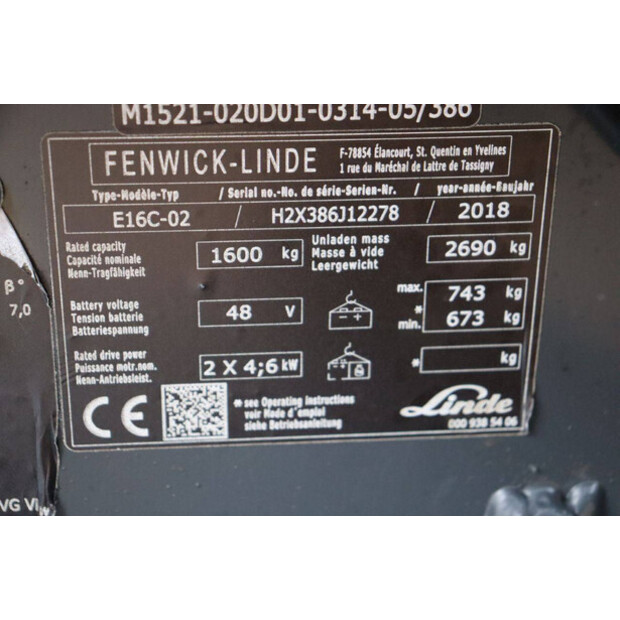 M1521-020D01-0314-05/386
FENWICK-LINDE
F-78854 Élancourt, St. Quentin en Yvelines
1 rue du Maréchal de Lattre de Tassigny
Type-Modèle-Typ / Serial no.-No. de série-Serien-Nr. / year-année-Baujahr
E16C-02 / H2X386J12278 / 2018
Rated capacity
Capacité nominale
Nenn-Tragfähigkeit
1600 kg
Unladen mass
Masse à vide
Leergewicht
2690 kg
Battery voltage
Tension batterie
Batteriespannung
48 V
max. 743 kg
* min. 673 kg
Rated drive power
Puissance motr.nom.
Nenn-Antriebsleist.
2 X 4,6 kW
* kg
CE
* see Operating instructions
voir Mode d'emploi
siehe Betriebsanleitung
Linde
000 938 54 06
β°
7,0
VG